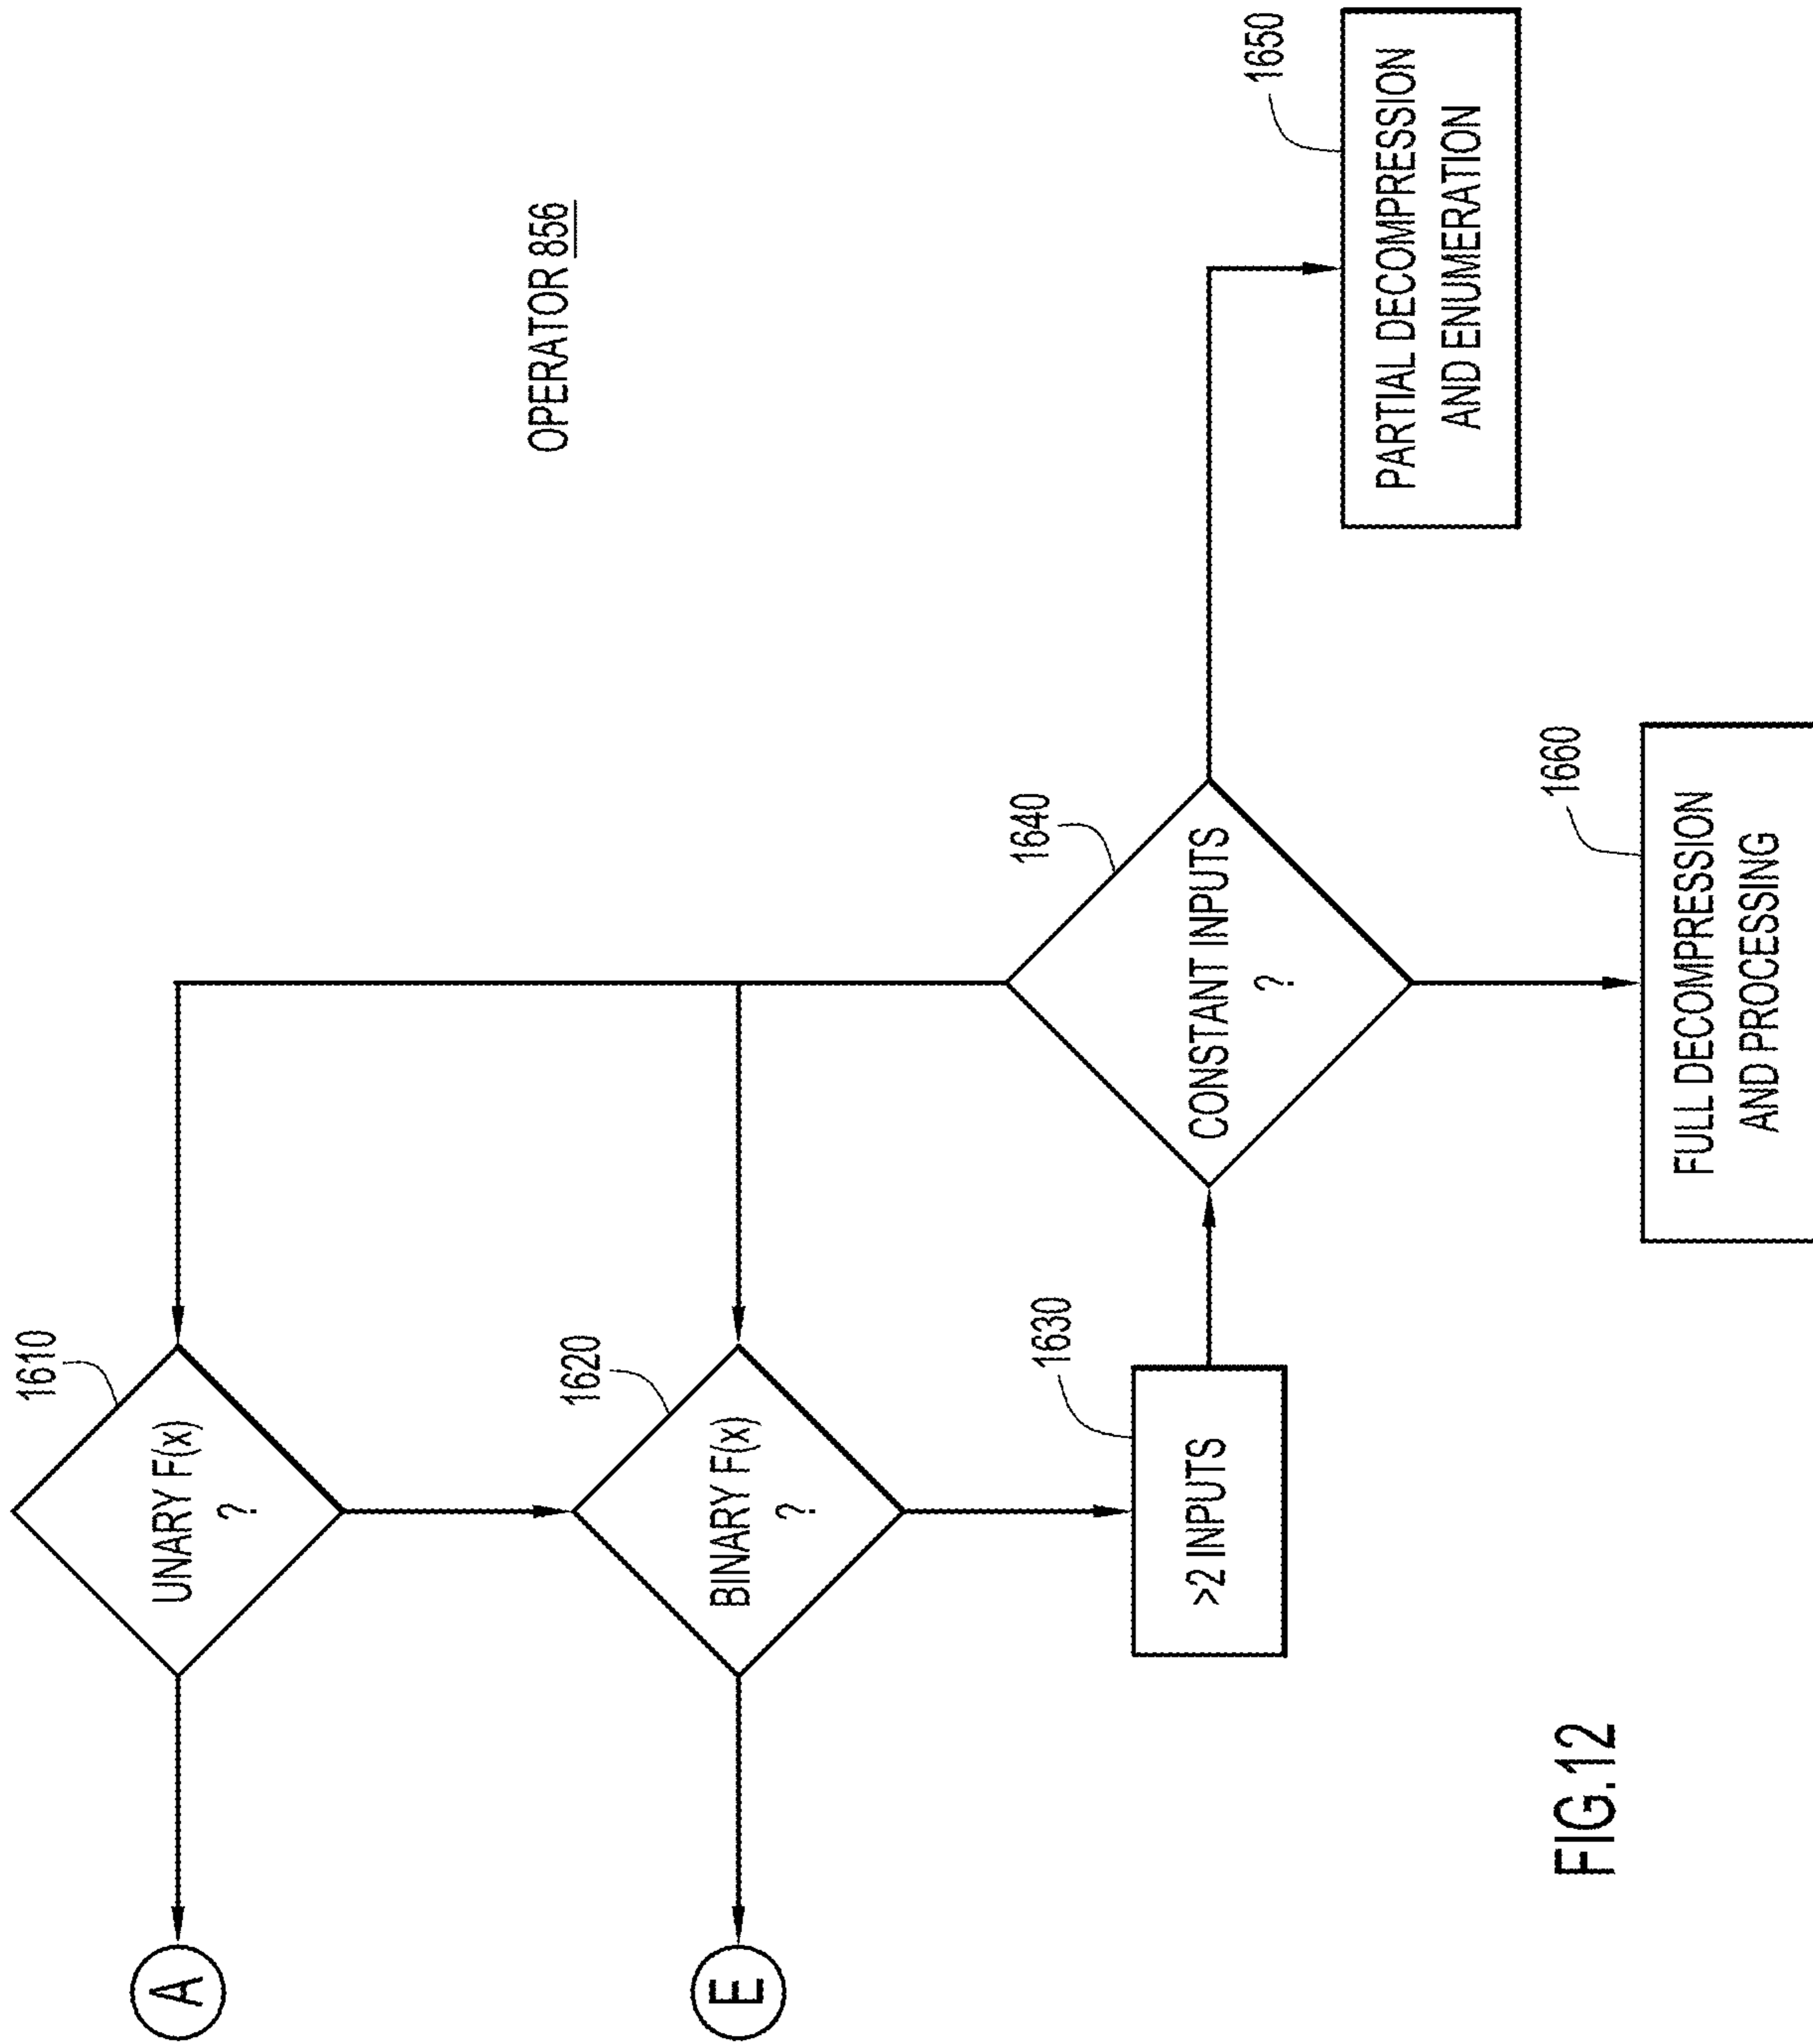 OPERATOR 856
1610
UNARY F(x)
?
A
1620
BINARY F(x)
?
E
1630
>2 INPUTS
1640
CONSTANT INPUTS
?
1650
PARTIAL DECOMPRESSION
AND ENUMERATION
1660
FULL DECOMPRESSION
AND PROCESSING
FIG.12